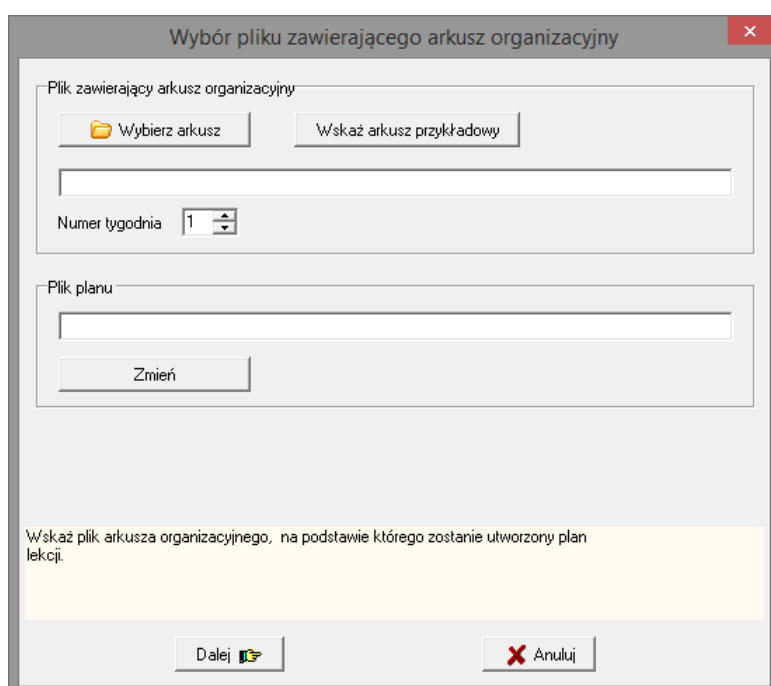 Wybór pliku zawierającego arkusz organizacyjny
Plik zawierający arkusz organizacyjny
Wybierz arkusz
Wskaż arkusz przykładowy
Numer tygodnia 1
Plik planu
Zmień
Wskaż plik arkusza organizacyjnego, na podstawie którego zostanie utworzony plan
lekcji.
Dalej
Anuluj